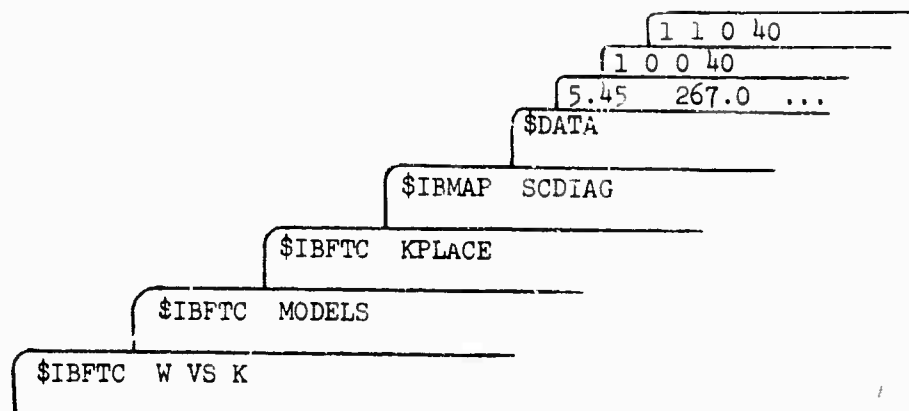 1 1 0 40
1 0 0 40
5.45 267.0 ...
$DATA
$IBMAP SCDIAG
$IBFTC KPLACE
$IBFTC MODELS
$IBFTC W VS K